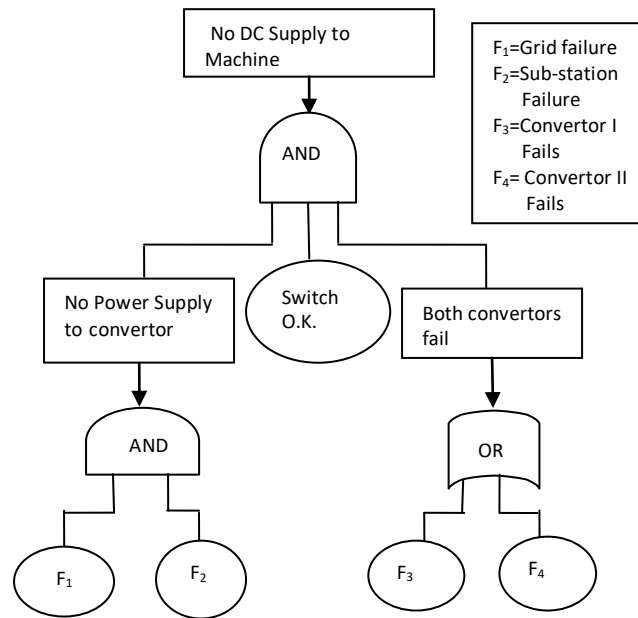 No DC Supply to
Machine
F₁=Grid failure
F₂=Sub-station
Failure
F₃=Convertor I
Fails
F₄= Convertor II
Fails
AND
No Power Supply
to convertor
Switch
O.K.
Both convertors
fail
AND
OR
F₁
F₂
F₃
F₄